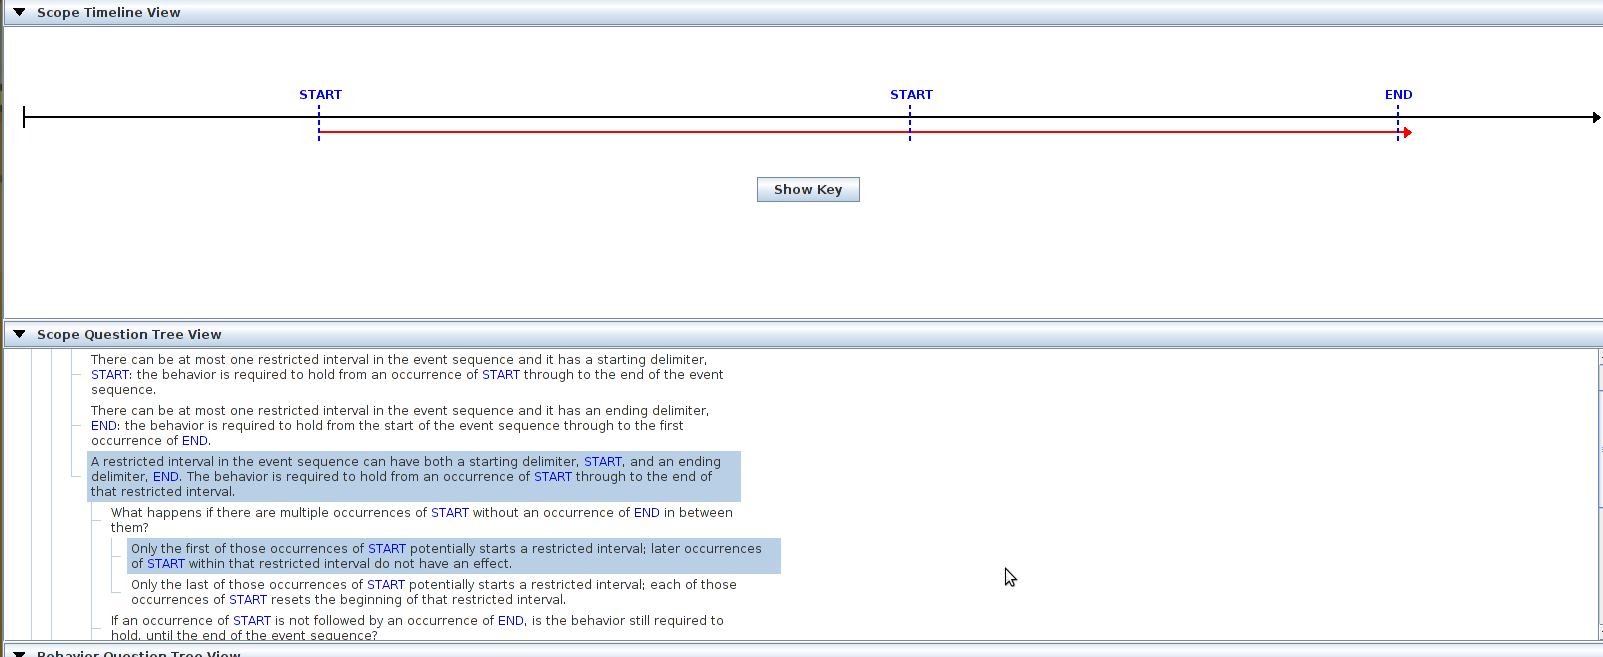 Scope Timeline View
START START END
Show Key
Scope Question Tree View
There can be at most one restricted interval in the event sequence and it has a starting delimiter,
START: the behavior is required to hold from an occurrence of START through to the end of the event
sequence.
There can be at most one restricted interval in the event sequence and it has an ending delimiter,
END: the behavior is required to hold from the start of the event sequence through to the first
occurrence of END.
A restricted interval in the event sequence can have both a starting delimiter, START, and an ending
delimiter, END. The behavior is required to hold from an occurrence of START through to the end of
that restricted interval.
What happens if there are multiple occurrences of START without an occurrence of END in between
them?
Only the first of those occurrences of START potentially starts a restricted interval; later occurrences
of START within that restricted interval do not have an effect.
Only the last of those occurrences of START potentially starts a restricted interval; each of those
occurrences of START resets the beginning of that restricted interval.
If an occurrence of START is not followed by an occurrence of END, is the behavior still required to
hold, until the end of the event sequence?
Behavior Question Tree View